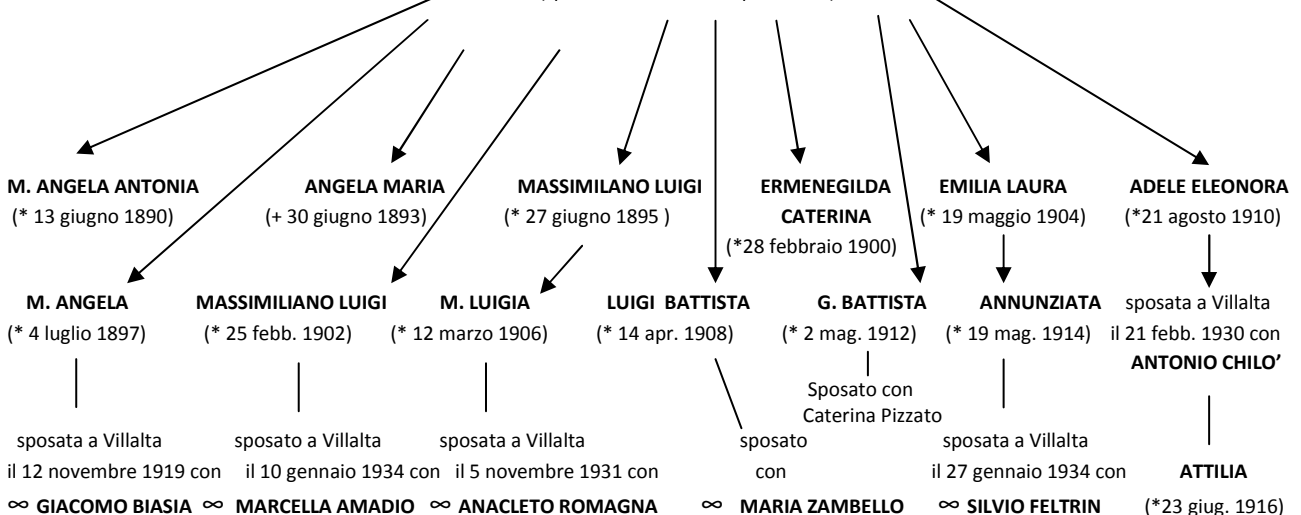 M. ANGELA ANTONIA
(* 13 giugno 1890)
ANGELA MARIA
(+ 30 giugno 1893)
MASSIMILANO LUIGI
(* 27 giugno 1895 )
ERMENEGILDA
CATERINA
(*28 febbraio 1900)
EMILIA LAURA
(* 19 maggio 1904)
ADELE ELEONORA
(*21 agosto 1910)
M. ANGELA
(* 4 luglio 1897)
sposata a Villalta
il 12 novembre 1919 con
∞ GIACOMO BIASIA
MASSIMILIANO LUIGI
(* 25 febb. 1902)
sposato a Villalta
il 10 gennaio 1934 con
∞ MARCELLA AMADIO
M. LUIGIA
(* 12 marzo 1906)
sposata a Villalta
il 5 novembre 1931 con
∞ ANACLETO ROMAGNA
LUIGI BATTISTA
(* 14 apr. 1908)
sposato
con
∞ MARIA ZAMBELLO
G. BATTISTA
(* 2 mag. 1912)
Sposato con
Caterina Pizzato
ANNUNZIATA
(* 19 mag. 1914)
sposata a Villalta
il 27 gennaio 1934 con
∞ SILVIO FELTRIN
sposata a Villalta
il 21 febb. 1930 con
ANTONIO CHILO'
ATTILIA
(*23 giug. 1916)